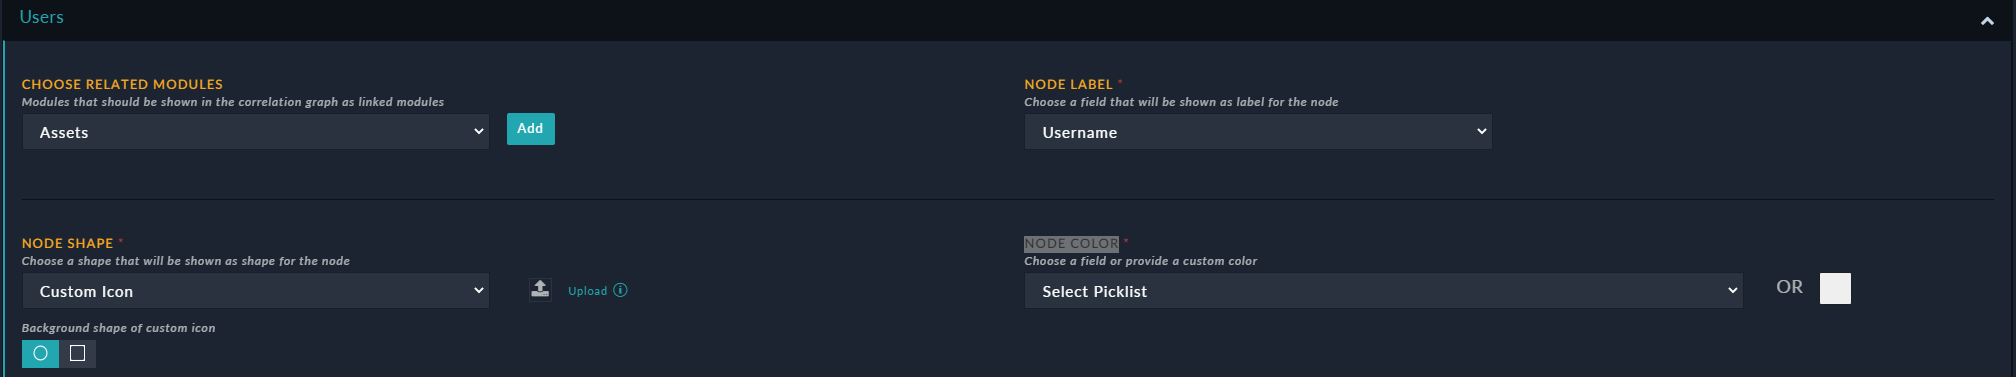 Users
CHOOSE RELATED MODULES
Modules that should be shown in the correlation graph as linked modules
Assets
Add
NODE LABEL *
Choose a field that will be shown as label for the node
Username
NODE SHAPE *
Choose a shape that will be shown as shape for the node
Custom Icon
Upload
Background shape of custom icon
NODE COLOR *
Choose a field or provide a custom color
Select Picklist
OR